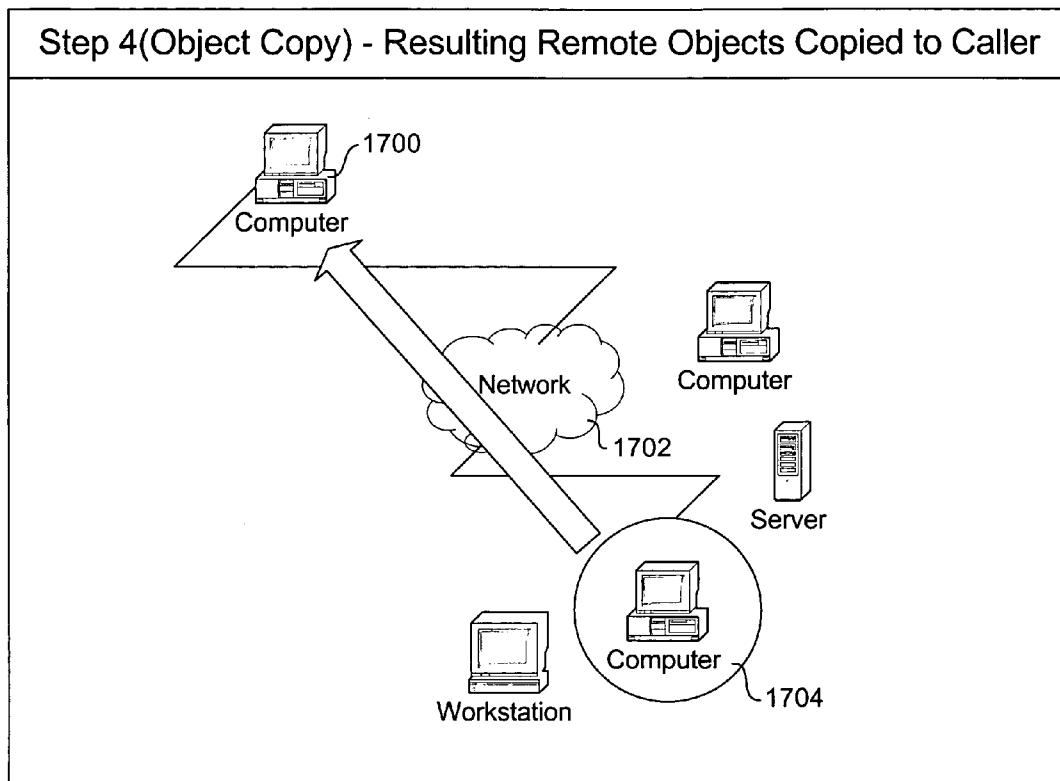 Step 4(Object Copy) - Resulting Remote Objects Copied to Caller
1700
Computer
Network
Computer
1702
Server
Computer
1704
Workstation